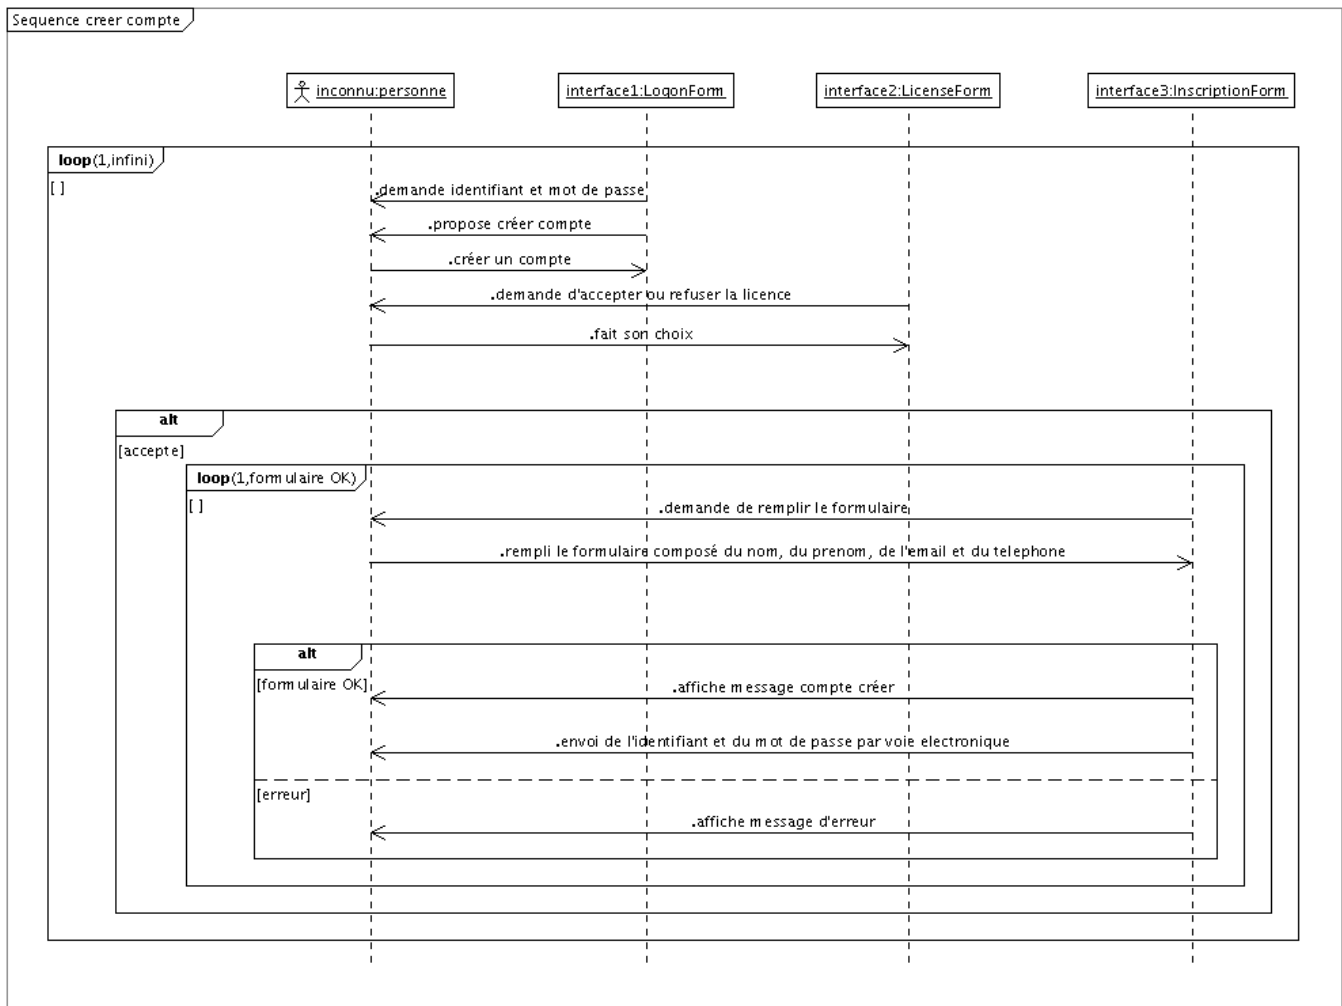 Sequence creer compte
inconnu:personne
interface1:LogonForm
interface2:LicenseForm
interface3:InscriptionForm
loop(1,infini)
[ ]
.demande identifiant et mot de passe
.propose créer compte
.créer un compte
.demande d'accepter ou refuser la licence
.fait son choix
alt
[accepte]
loop(1,formulaire OK)
[ ]
.demande de remplir le formulaire
.rempli le formulaire composé du nom, du prenom, de l'email et du telephone
alt
[formulaire OK]
.affiche message compte créer
.envoi de l'identifiant et du mot de passe par voie electronique
[erreur]
.affiche message d'erreur